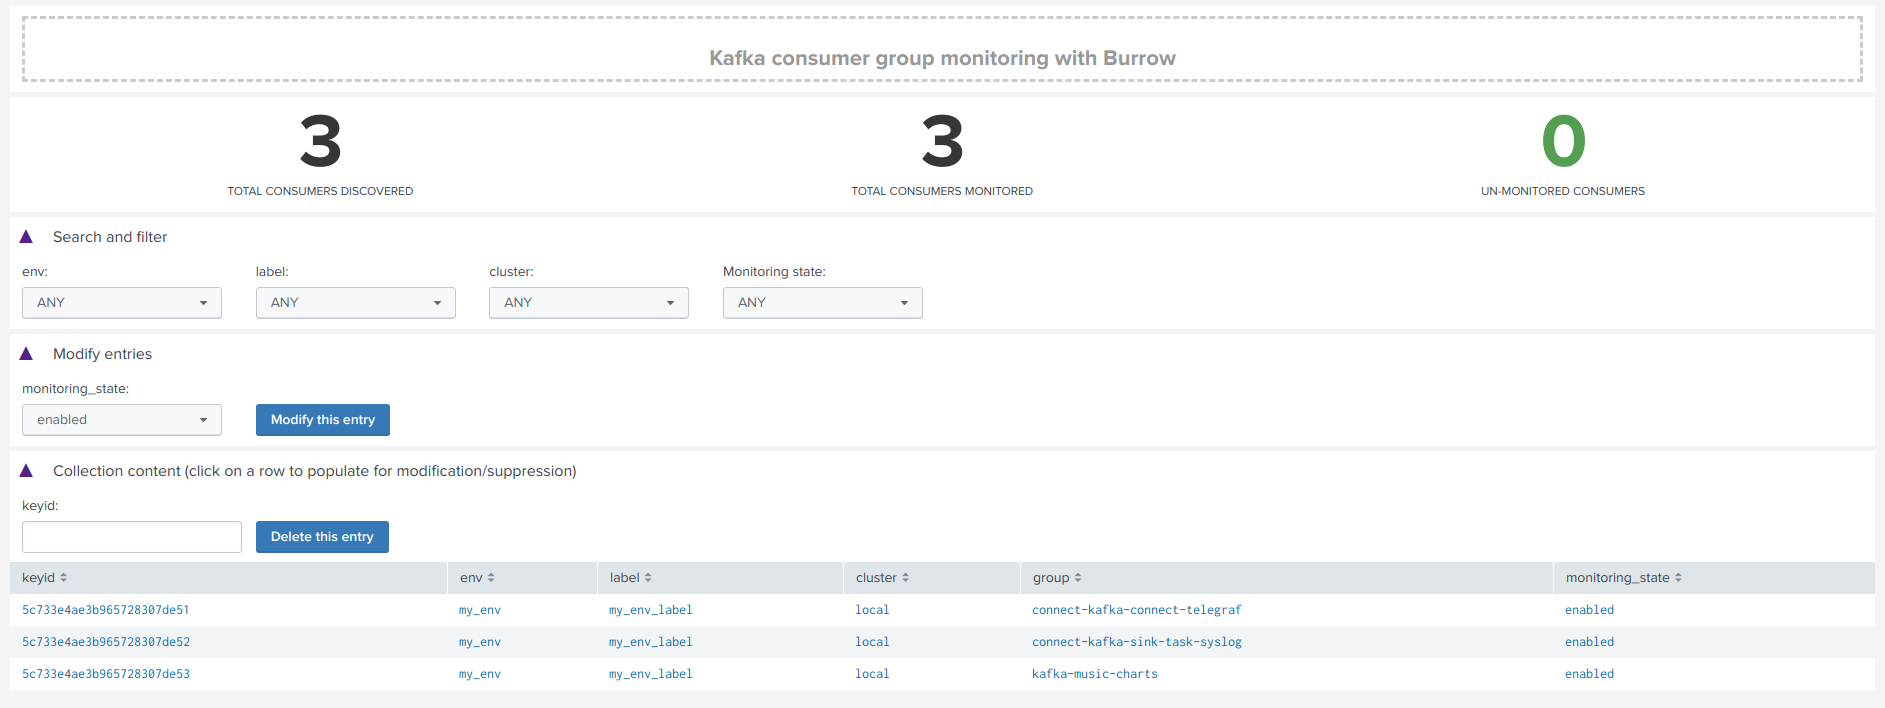 Kafka consumer group monitoring with Burrow
3 3 0
TOTAL CONSUMERS DISCOVERED TOTAL CONSUMERS MONITORED UN-MONITORED CONSUMERS
Search and filter
env: label: cluster: Monitoring state:
ANY ANY ANY ANY
Modify entries
monitoring_state:
enabled Modify this entry
Collection content (click on a row to populate for modification/suppression)
keyid:
Delete this entry
keyid env label cluster group monitoring_state
5c733e4ae3b965728307de51 my_env my_env_label local connect-kafka-connect-telegraf enabled
5c733e4ae3b965728307de52 my_env my_env_label local connect-kafka-sink-task-syslog enabled
5c733e4ae3b965728307de53 my_env my_env_label local kafka-music-charts enabled